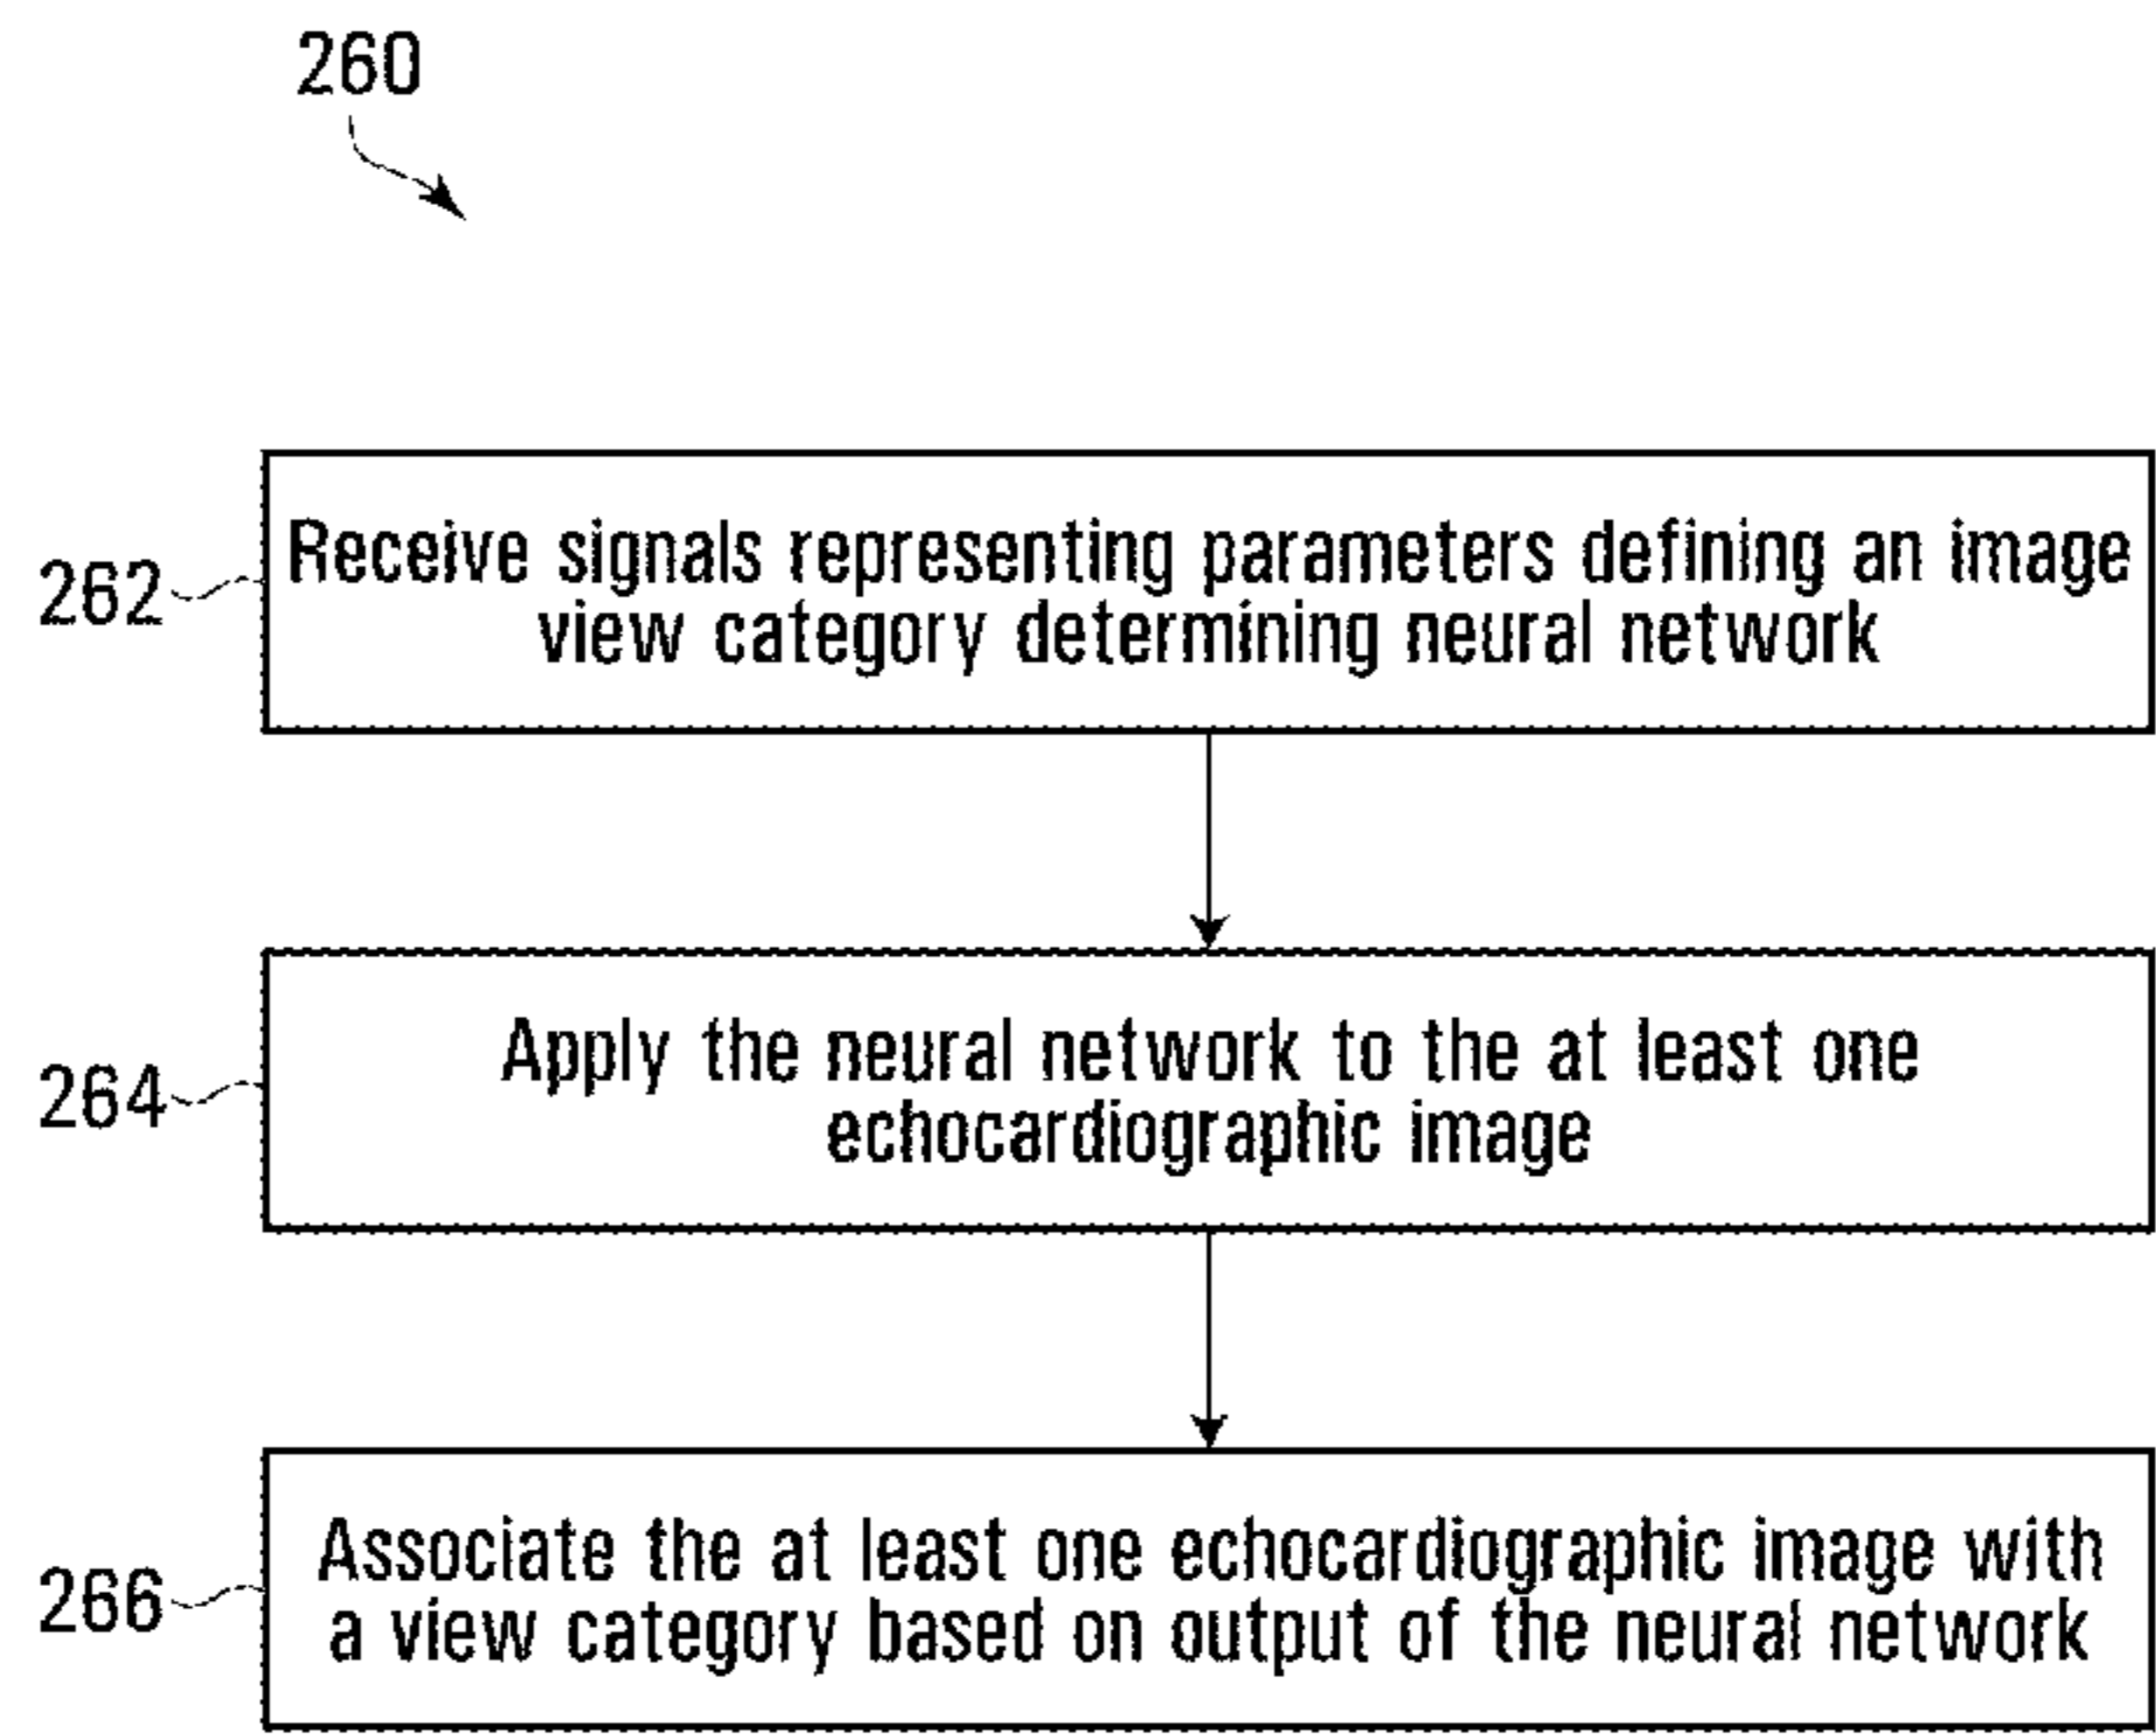 260
262
Receive signals representing parameters defining an image
view category determining neural network
264
Apply the neural network to the at least one
echocardiographic image
266
Associate the at least one echocardiographic image with
a view category based on output of the neural network